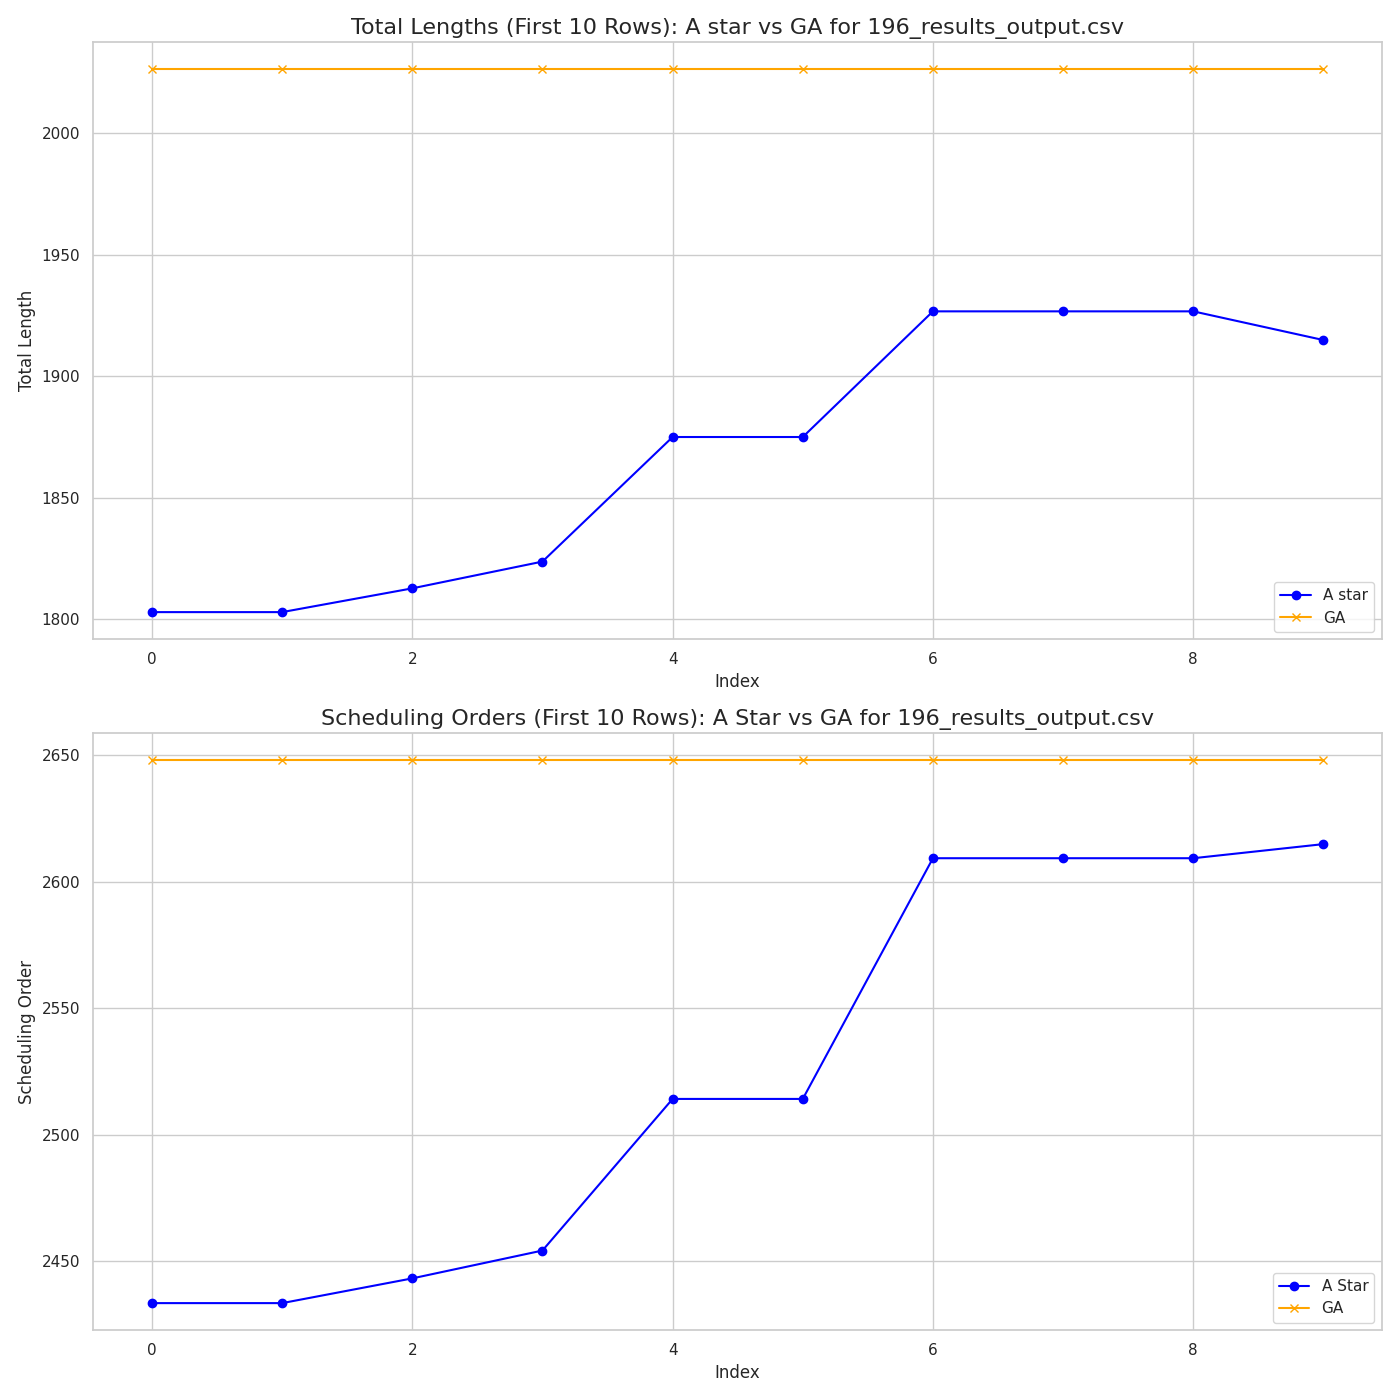 Total Lengths (First 10 Rows): A star vs GA for 196_results_output.csv
Total Length
2000
1950
1900
1850
1800
A star
GA
0 2 4 6 8
Index
Scheduling Orders (First 10 Rows): A Star vs GA for 196_results_output.csv
Scheduling Order
2650
2600
2550
2500
2450
A Star
GA
0 2 4 6 8
Index